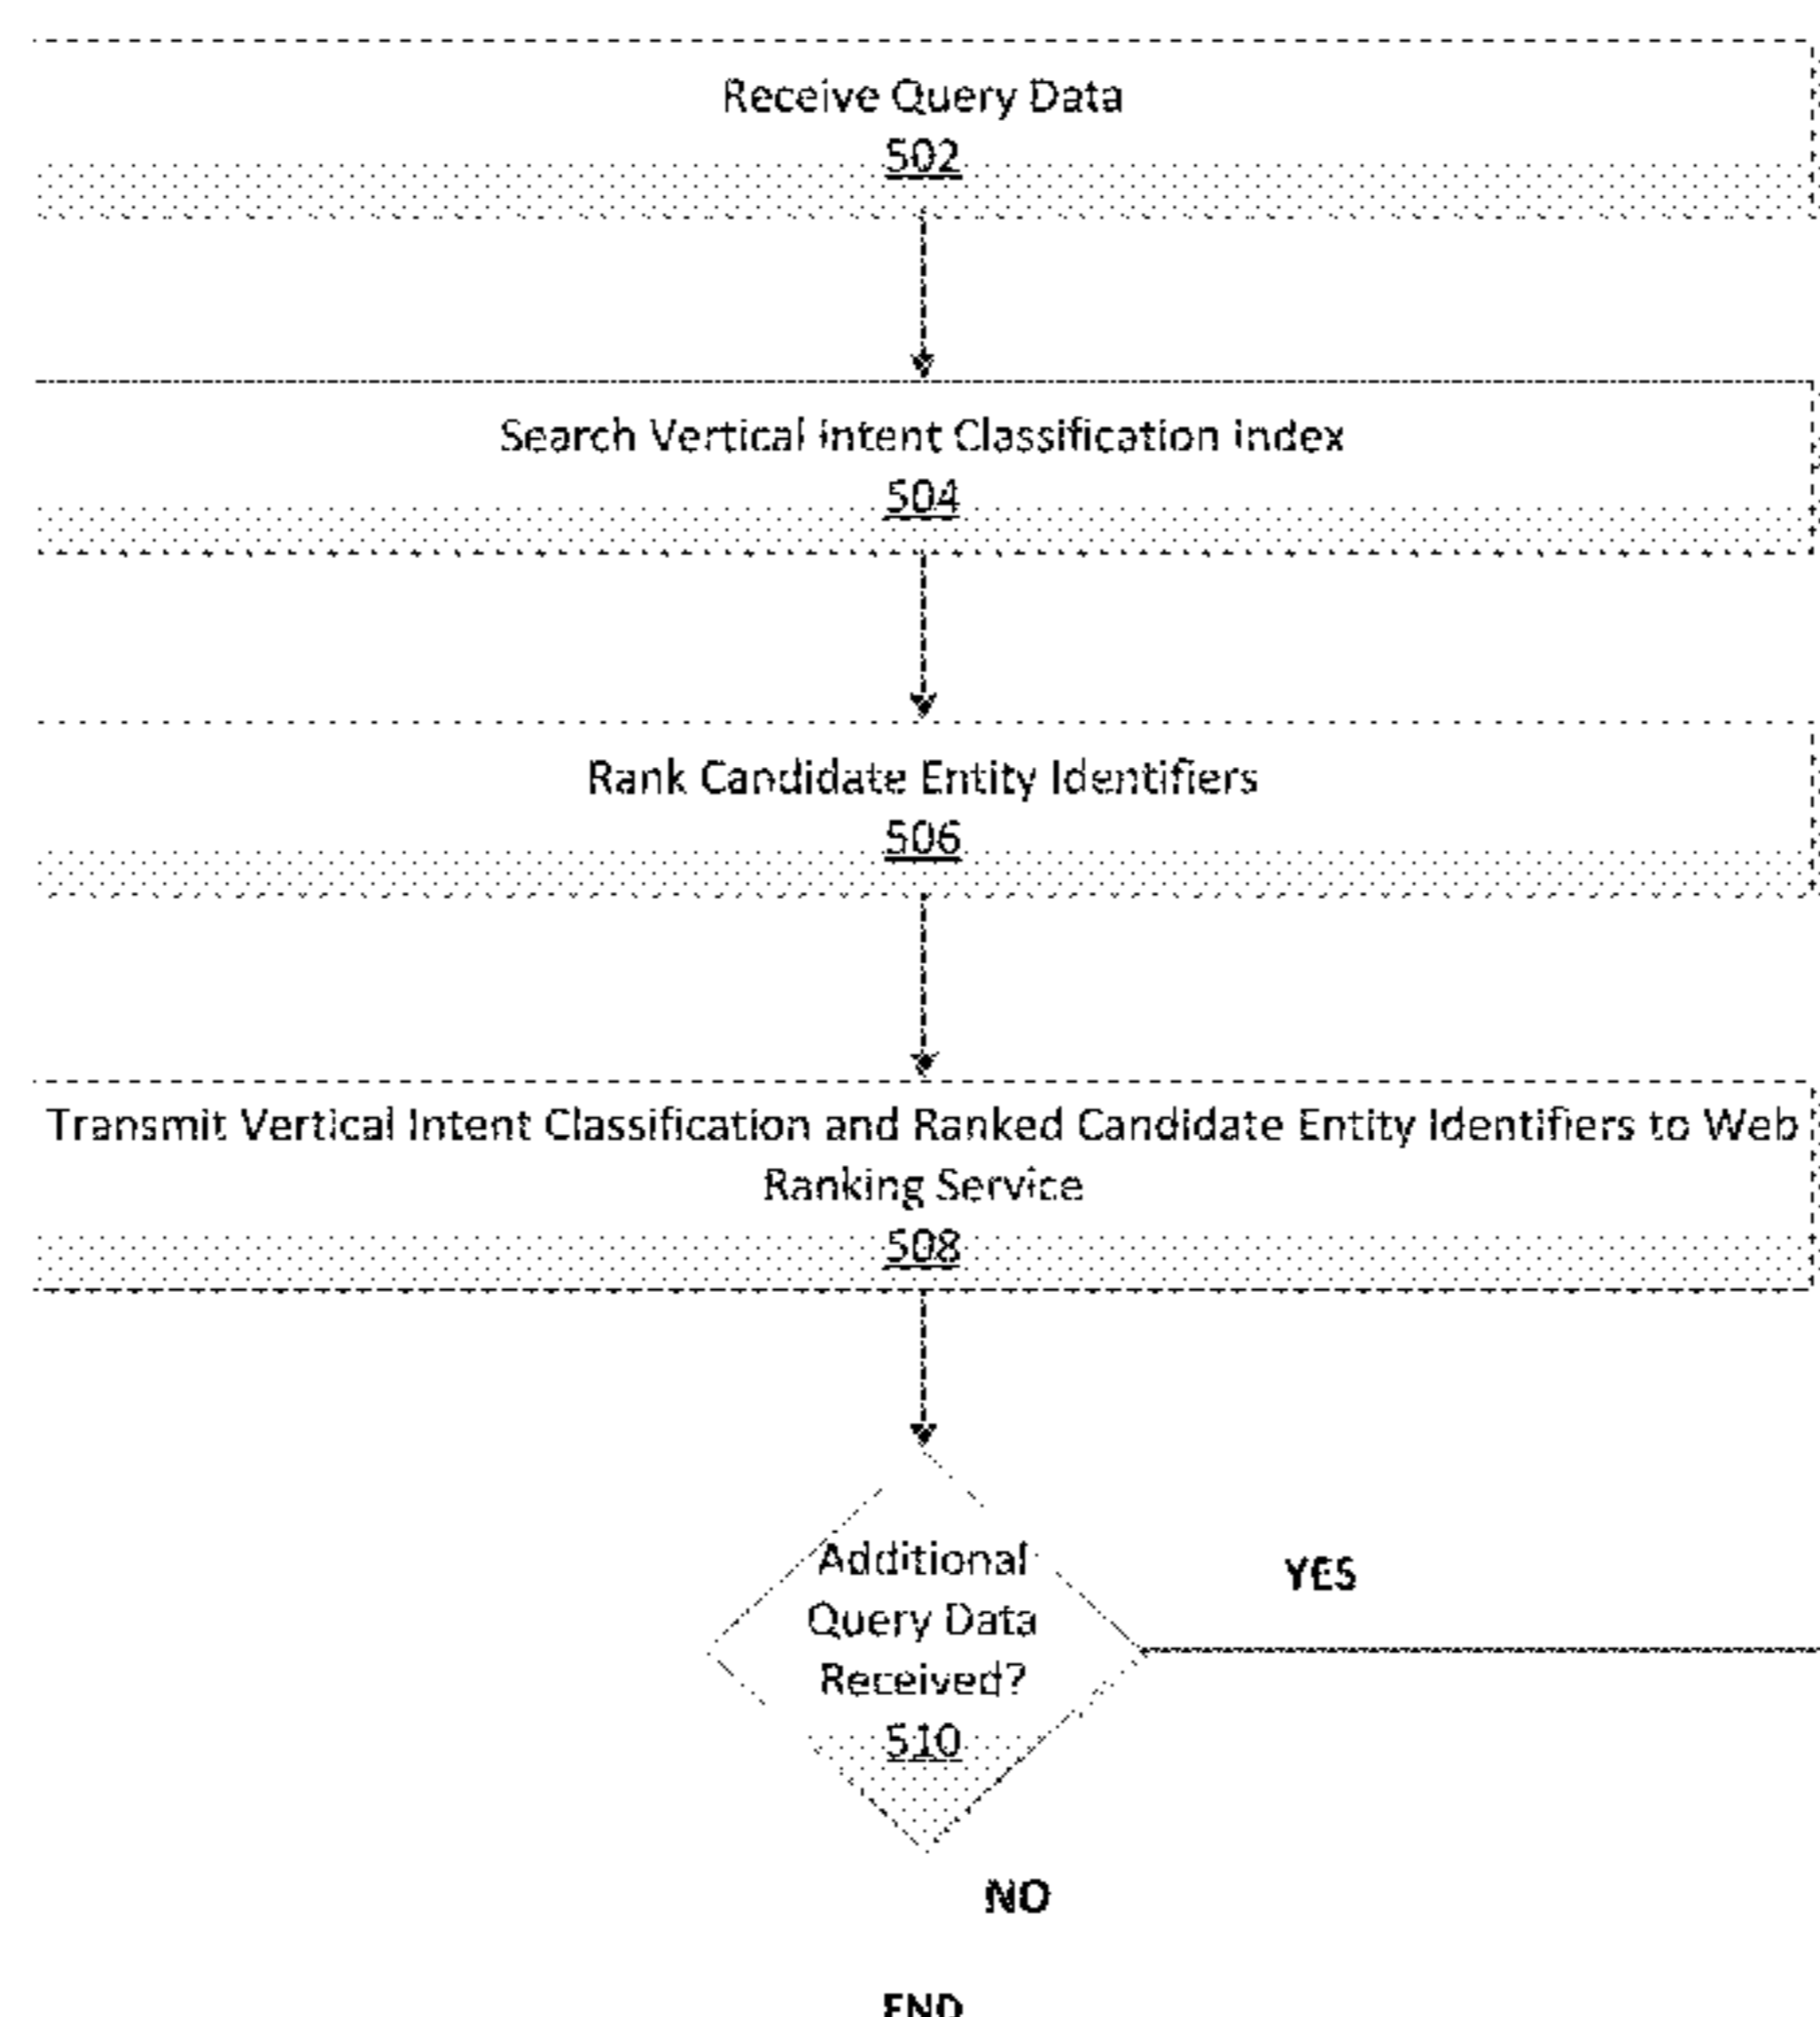 Receive Query Data
502
Search Vertical Intent Classification Index
504
Rank Candidate Entity Identifiers
506
Transmit Vertical Intent Classification and Ranked Candidate Entity Identifiers to Web
Ranking Service
508
Additional
Query Data
Received?
510
YES
NO
END